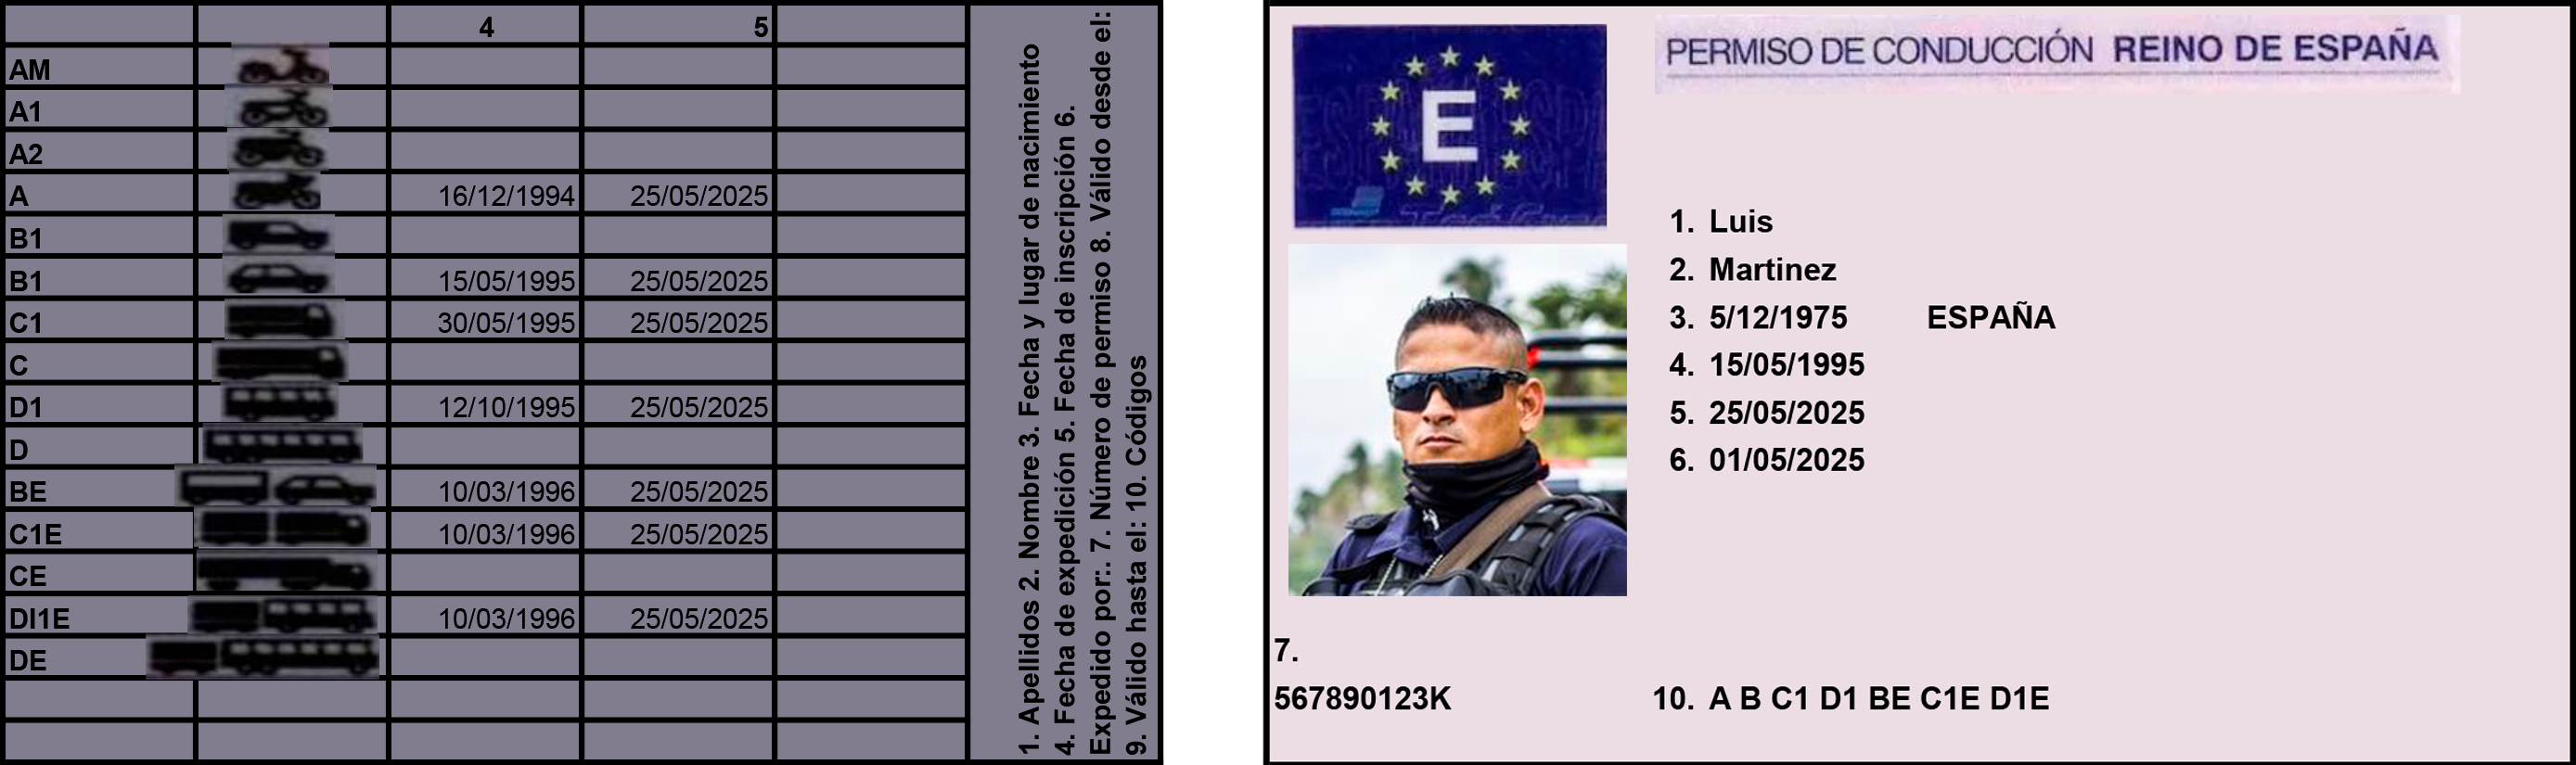 4 5
AM
A1
A2
A 16/12/1994 25/05/2025
B1
B1 15/05/1995 25/05/2025
C1 30/05/1995 25/05/2025
C
D1 12/10/1995 25/05/2025
D
BE 10/03/1996 25/05/2025
C1E 10/03/1996 25/05/2025
CE
DI1E 10/03/1996 25/05/2025
DE
1. Apellidos 2. Nombre 3. Fecha y lugar de nacimiento
4. Fecha de expedición 5. Fecha de inscripción 6.
Expedido por:. 7. Número de permiso 8. Válido desde el:
9. Válido hasta el: 10. Códigos
PERMISO DE CONDUCCIÓN REINO DE ESPAÑA
E
1. Luis
2. Martinez
3. 5/12/1975 ESPAÑA
4. 15/05/1995
5. 25/05/2025
6. 01/05/2025
7.
567890123K
10. A B C1 D1 BE C1E D1E